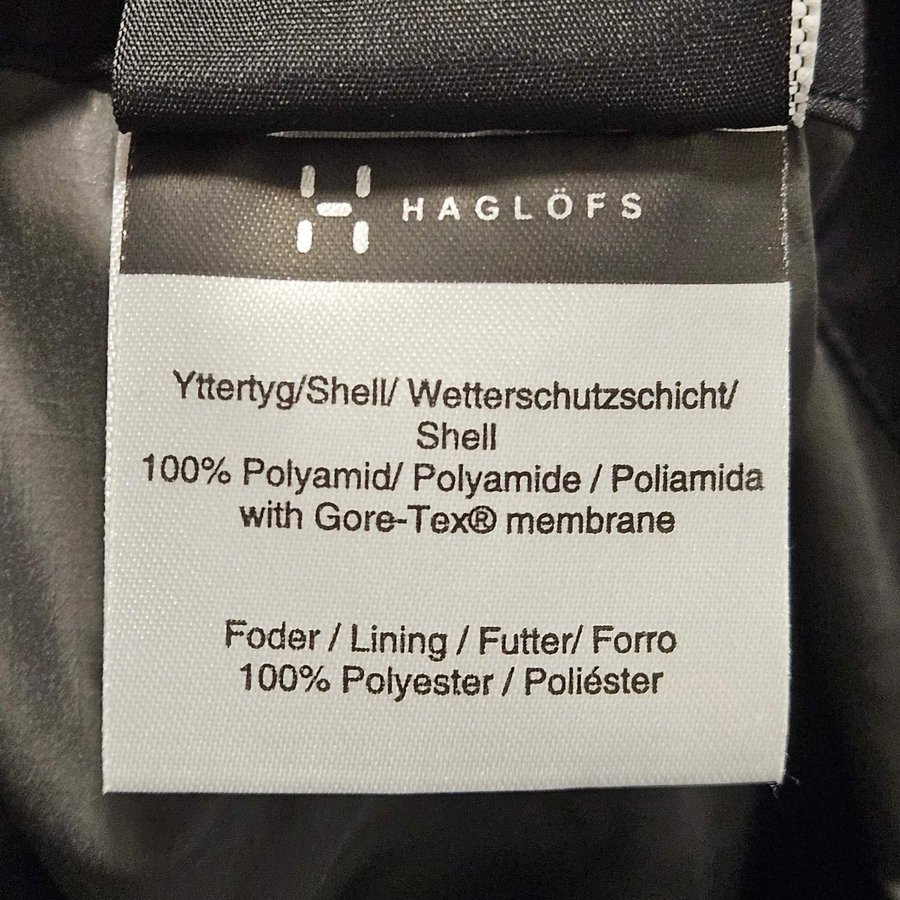 HAGLÖFS
Yttertyg/Shell/ Wetterschutzschicht/
Shell
100% Polyamid/ Polyamide / Poliamida
with Gore-Tex® membrane
Foder / Lining / Futter/ Forro
100% Polyester / Poliéster